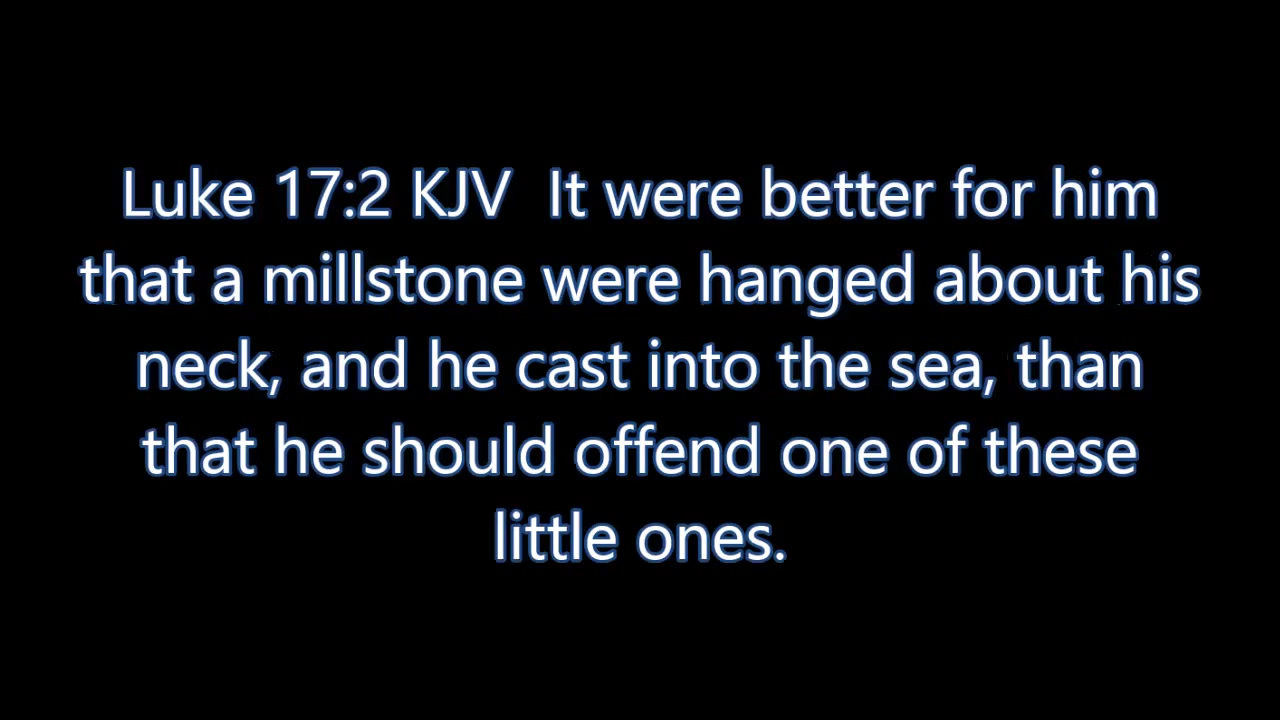 Luke 17:2 KJV  It were better for him
that a millstone were hanged about his
neck, and he cast into the sea, than
that he should offend one of these
little ones.